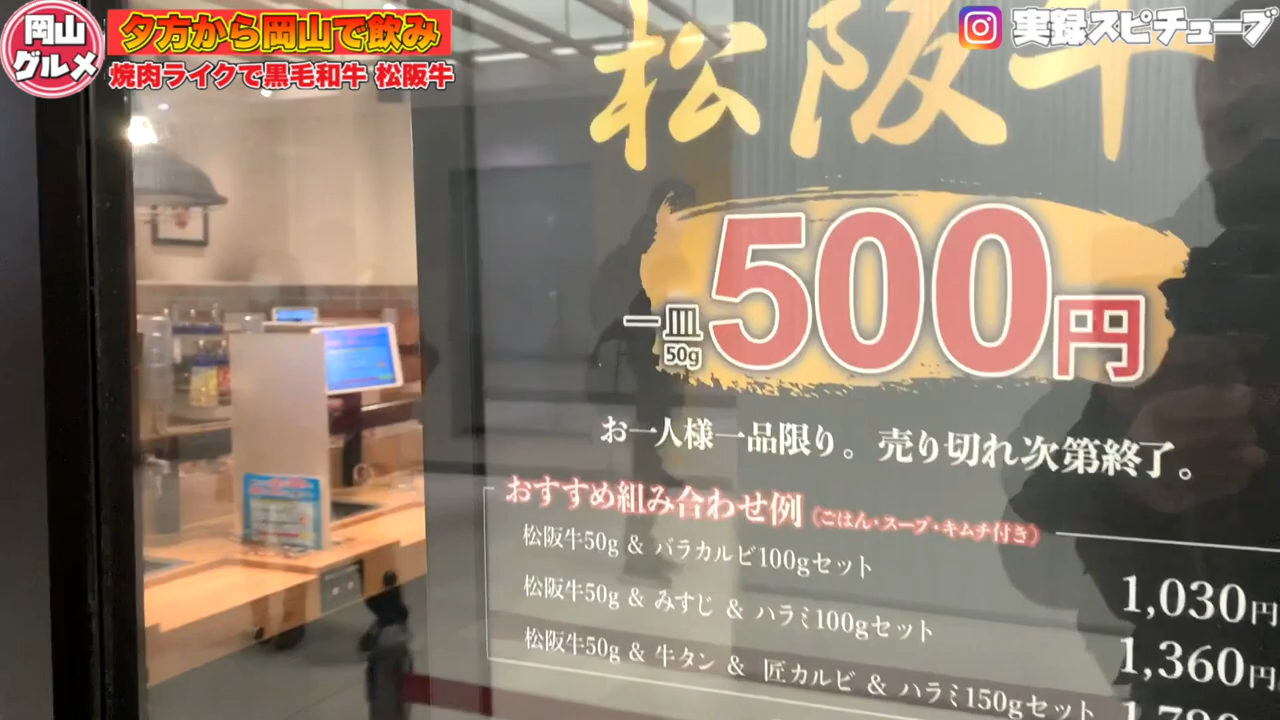 岡山
グルメ
夕方から岡山で飲み
焼肉ライクで黒毛和牛 松阪牛
実録スピチューブ
松阪牛
一皿
50g
500円
お一人様一品限り。売り切れ次第終了。
おすすめ組み合わせ例（ごはん・スープ・キムチ付き）
松阪牛50g & バラカルビ100gセット 1,030円
松阪牛50g & みすじ & ハラミ100gセット 1,360円
松阪牛50g & 牛タン & 匠カルビ & ハラミ150gセット